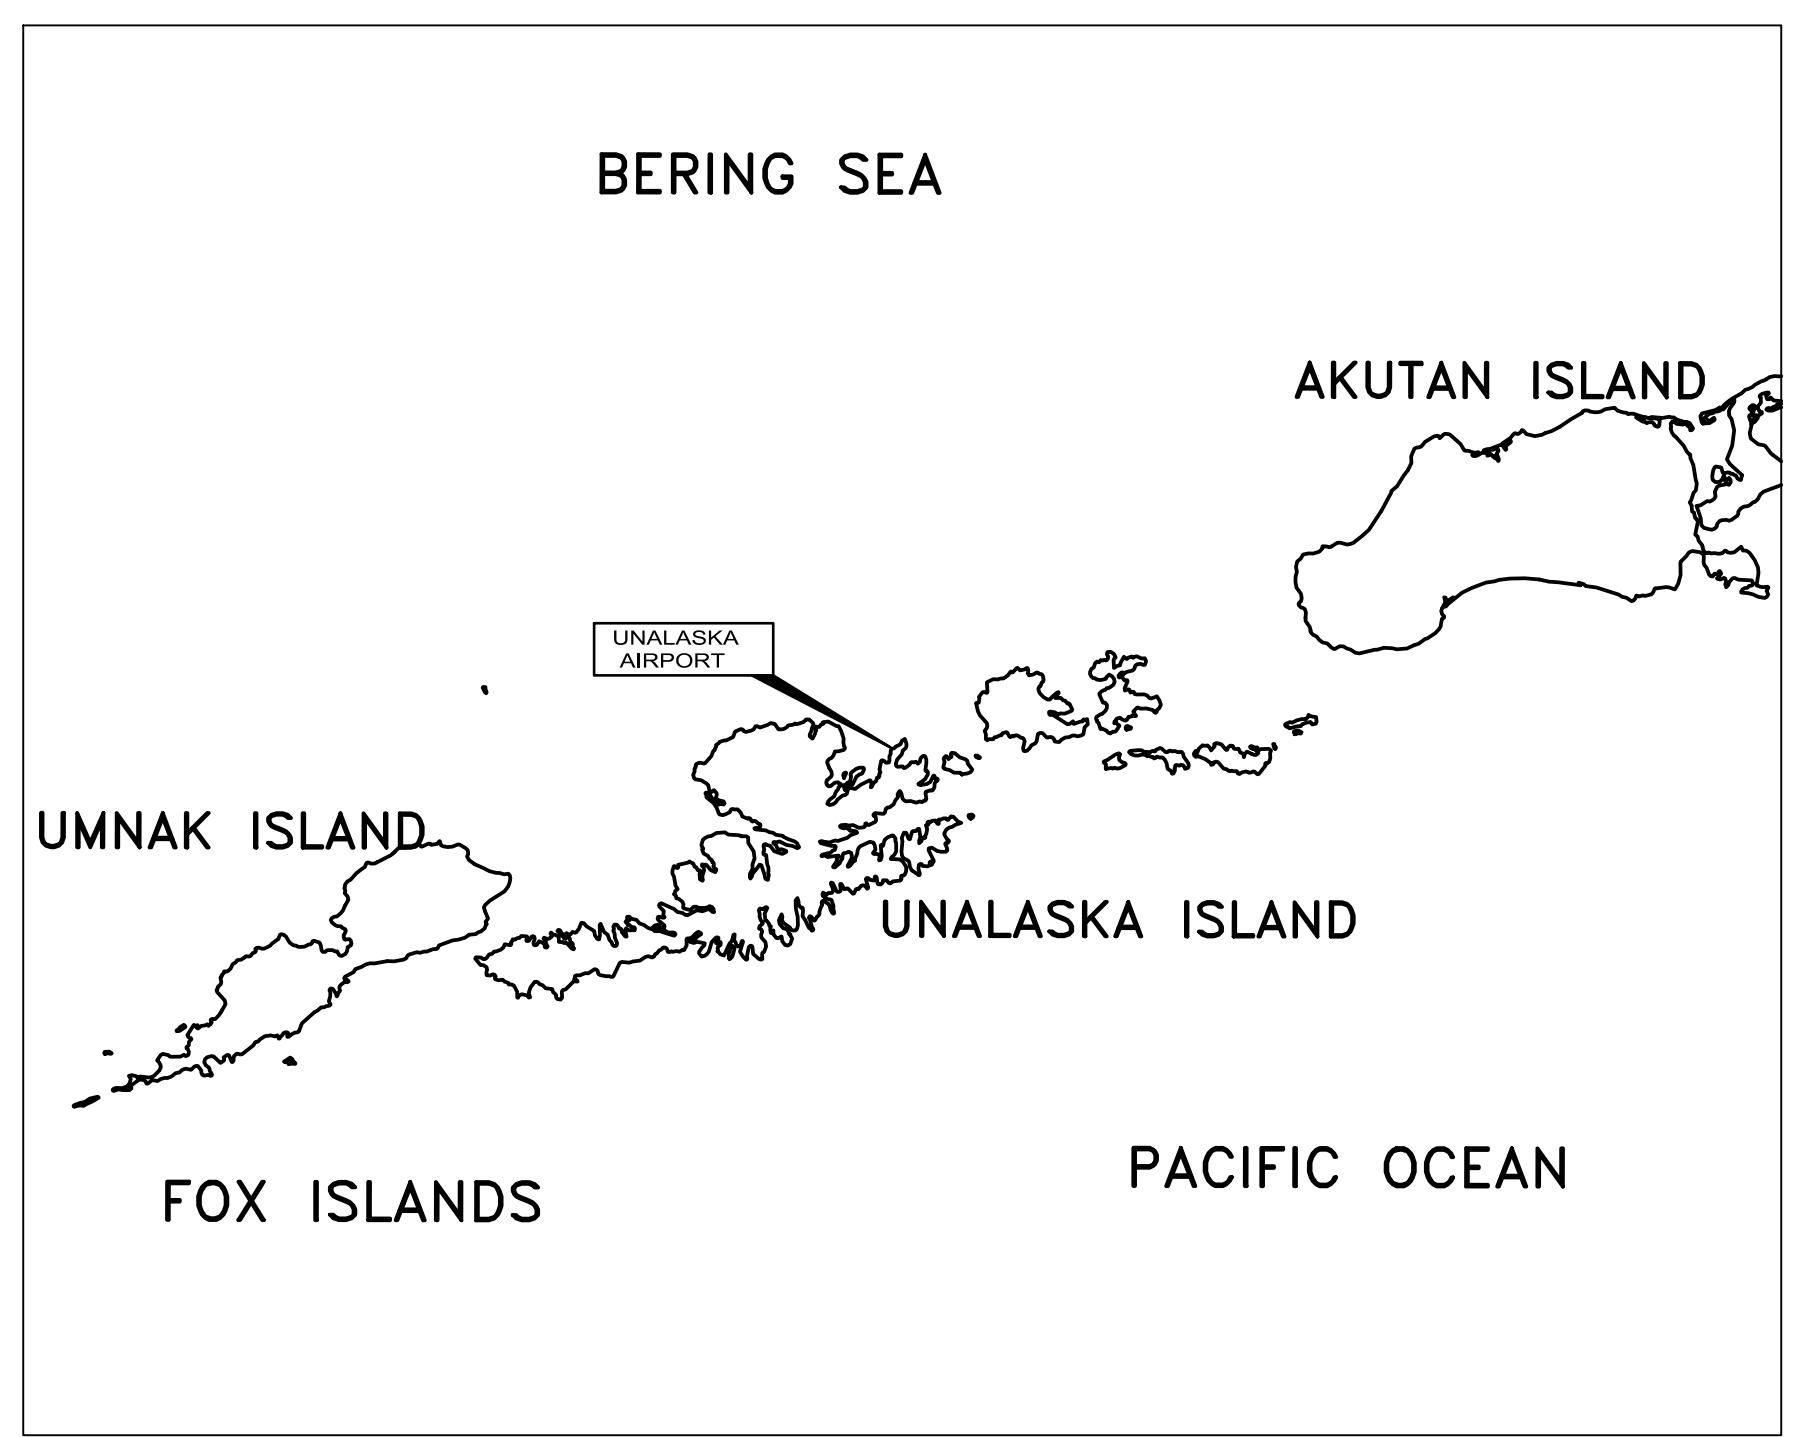 BERING SEA
AKUTAN ISLAND
UNALASKA
AIRPORT
UMNAK ISLAND
UNALASKA ISLAND
PACIFIC OCEAN
FOX ISLANDS